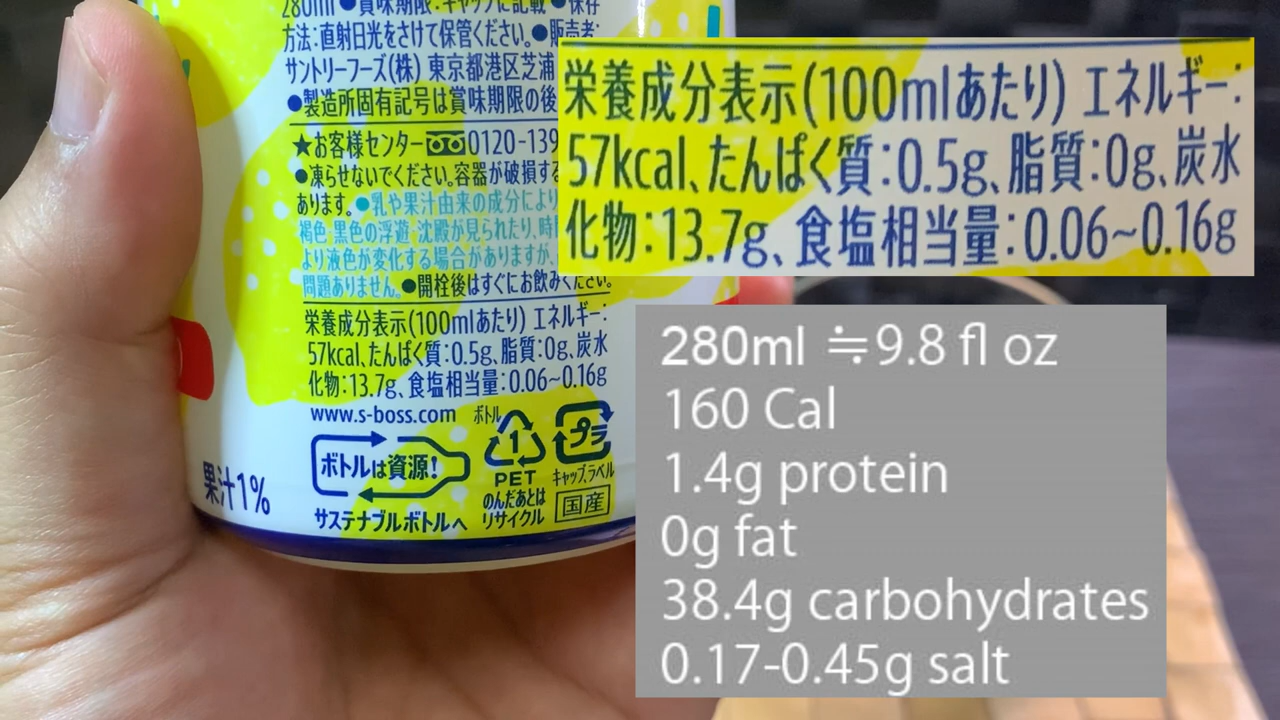 280ml ●賞味期限:キャップに記載 ●保存
方法:直射日光をさけて保管ください。●販売者:
サントリーフーズ(株) 東京都港区芝浦
●製造所固有記号は賞味期限の後
★お客様センター 0120-139
●凍らせないでください。容器が破損する
あります。●乳や果汁由来の成分により
褐色・黒色の浮遊・沈殿が見られたり、時
より液色が変化する場合がありますが、
問題ありません。●開栓後はすぐにお飲みください。
栄養成分表示(100mlあたり) エネルギー:
57kcal、たんぱく質:0.5g、脂質:0g、炭水
化物:13.7g、食塩相当量:0.06~0.16g
www.s-boss.com
ボトル
1
PET
プラ
キャップ、ラベル
ボトルは資源!
サステナブルボトルへ
のんだあとは
リサイクル
国産
果汁1%
栄養成分表示(100mlあたり) エネルギー:
57kcal、たんぱく質:0.5g、脂質:0g、炭水
化物:13.7g、食塩相当量:0.06~0.16g
280ml ≒9.8 fl oz
160 Cal
1.4g protein
0g fat
38.4g carbohydrates
0.17-0.45g salt